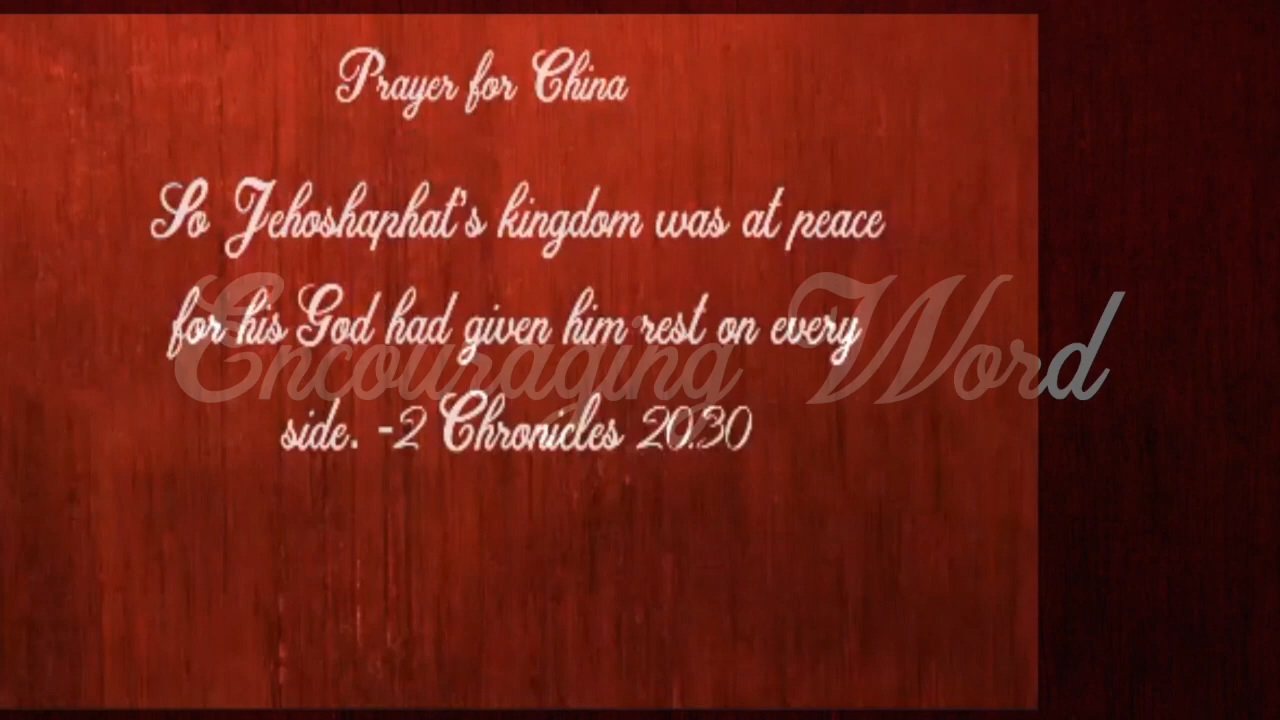 Prayer for China
So Jehoshaphat's kingdom was at peace
for his God had given him rest on every
Encouraging Word
side. -2 Chronicles 20:30